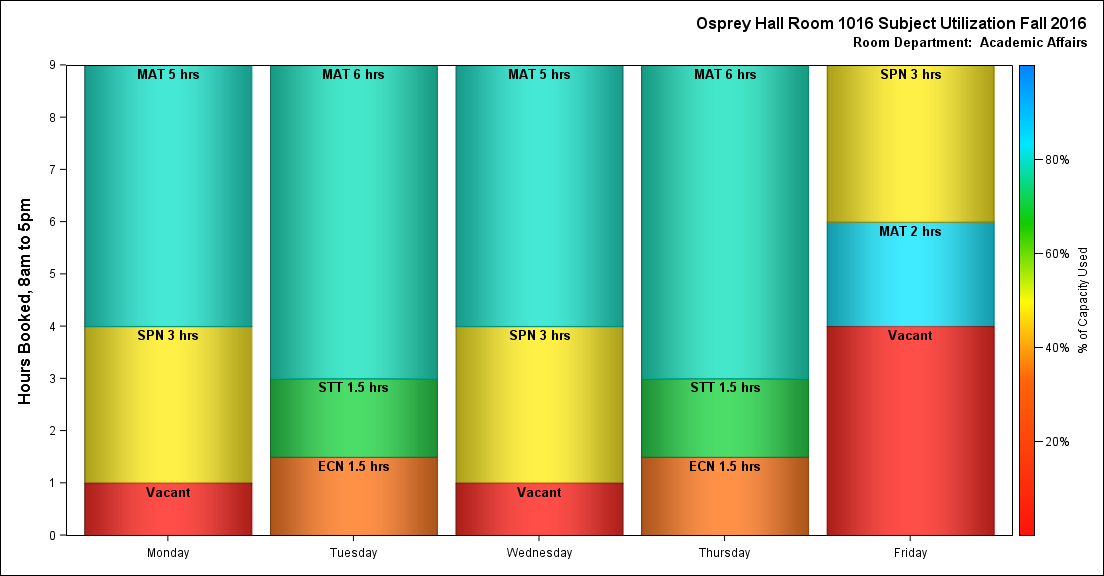 Osprey Hall Room 1016 Subject Utilization Fall 2016
Room Department: Academic Affairs
Hours Booked, 8am to 5pm
9
8
7
6
5
4
3
2
1
0
MAT 5 hrs
SPN 3 hrs
Vacant
MAT 6 hrs
STT 1.5 hrs
ECN 1.5 hrs
MAT 5 hrs
SPN 3 hrs
Vacant
MAT 6 hrs
STT 1.5 hrs
ECN 1.5 hrs
SPN 3 hrs
MAT 2 hrs
Vacant
Monday
Tuesday
Wednesday
Thursday
Friday
80%
60%
40%
20%
% of Capacity Used